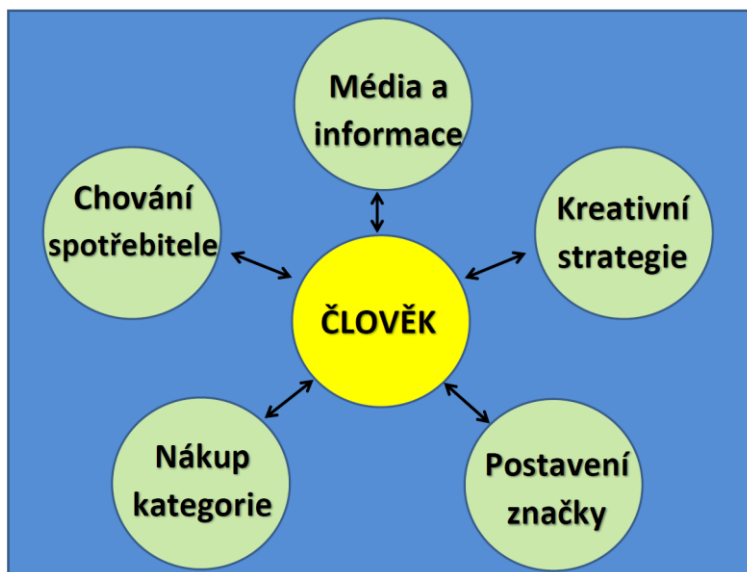 Média a
informace
Chování
spotřebitele
Kreativní
strategie
ČLOVĚK
Nákup
kategorie
Postavení
značky